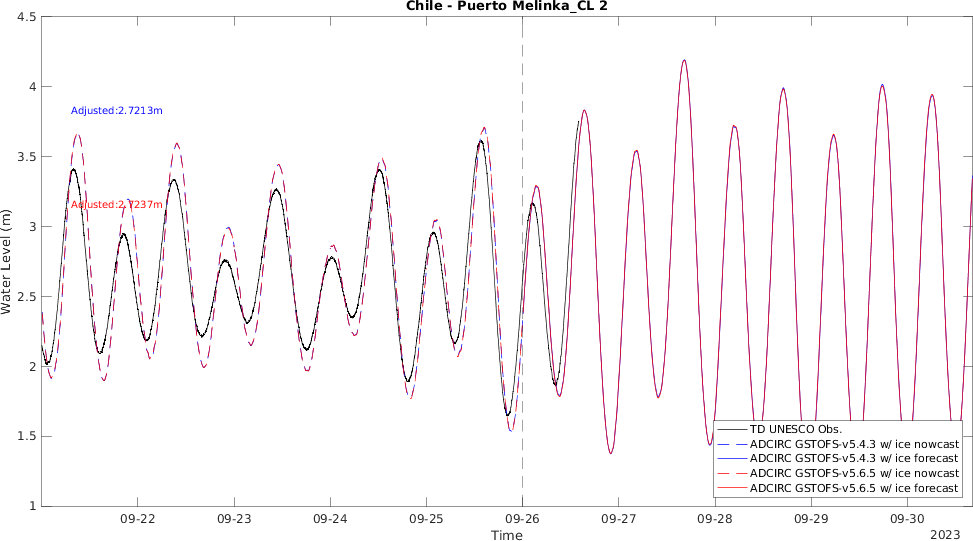 Chile - Puerto Melinka_CL 2
4.5
4
3.5
3
2.5
2
1.5
1
Water Level (m)
Adjusted:2.7213m
Adjusted:2.7237m
TD UNESCO Obs.
ADCIRC GSTOFS-v5.4.3 w/ ice nowcast
ADCIRC GSTOFS-v5.4.3 w/ ice forecast
ADCIRC GSTOFS-v5.6.5 w/ ice nowcast
ADCIRC GSTOFS-v5.6.5 w/ ice forecast
09-22 09-23 09-24 09-25 09-26 09-27 09-28 09-29 09-30
Time
2023